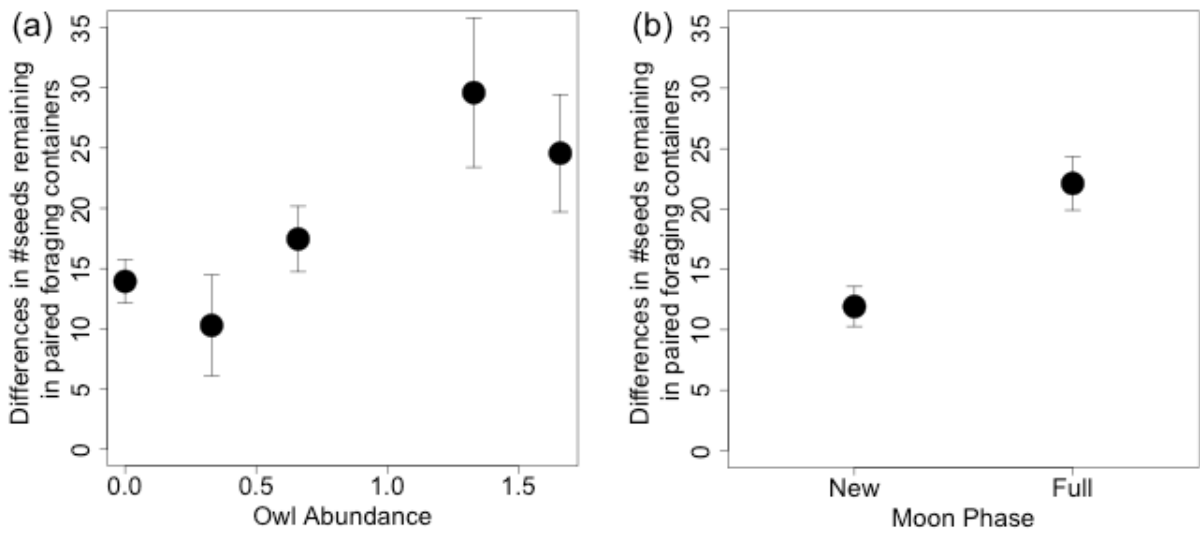 (a)
Differences in #seeds remaining
in paired foraging containers
35
30
25
20
15
10
5
0
0.0 0.5 1.0 1.5
Owl Abundance
(b)
Differences in #seeds remaining
in paired foraging containers
35
30
25
20
15
10
5
0
New Full
Moon Phase